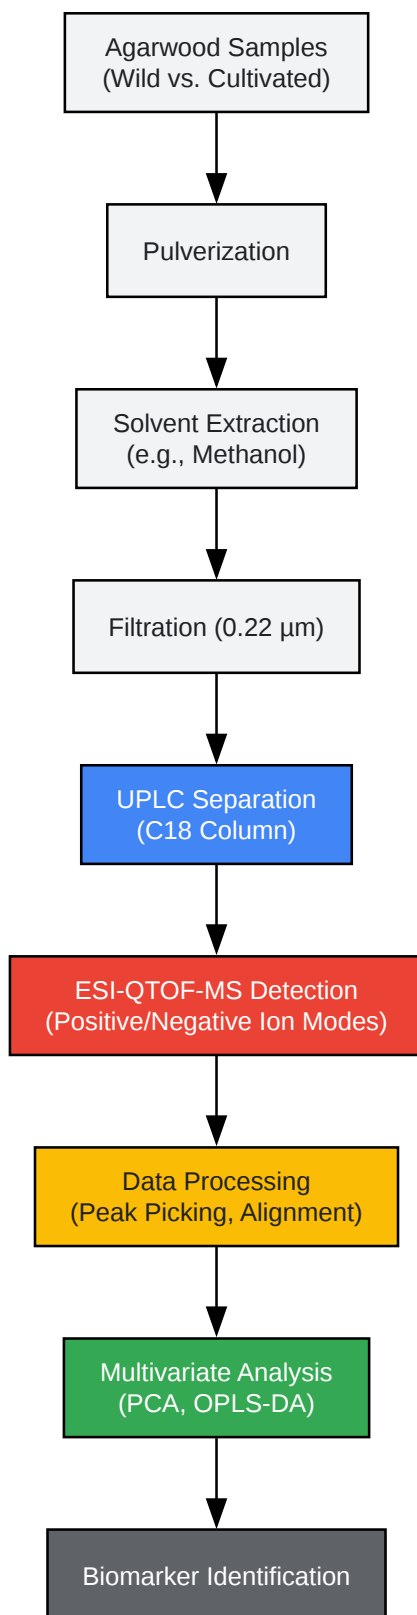 Agarwood Samples
(Wild vs. Cultivated)
Pulverization
Solvent Extraction
(e.g., Methanol)
Filtration (0.22 µm)
UPLC Separation
(C18 Column)
ESI-QTOF-MS Detection
(Positive/Negative Ion Modes)
Data Processing
(Peak Picking, Alignment)
Multivariate Analysis
(PCA, OPLS-DA)
Biomarker Identification